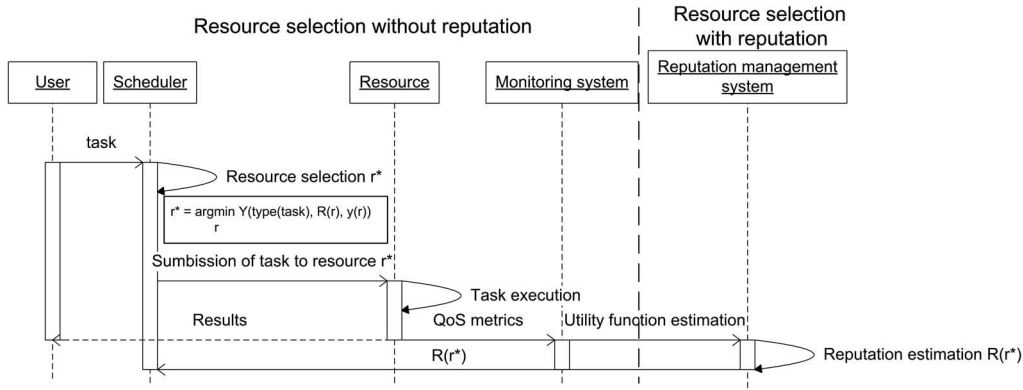 Resource selection without reputation
Resource selection
with reputation
User
Scheduler
Resource
Monitoring system
Reputation management
system
task
Resource selection r*
r* = argmin Y(type(task), R(r), y(r))
r
Sumbission of task to resource r*
Task execution
Results
QoS metrics
Utility function estimation
R(r*)
Reputation estimation R(r*)